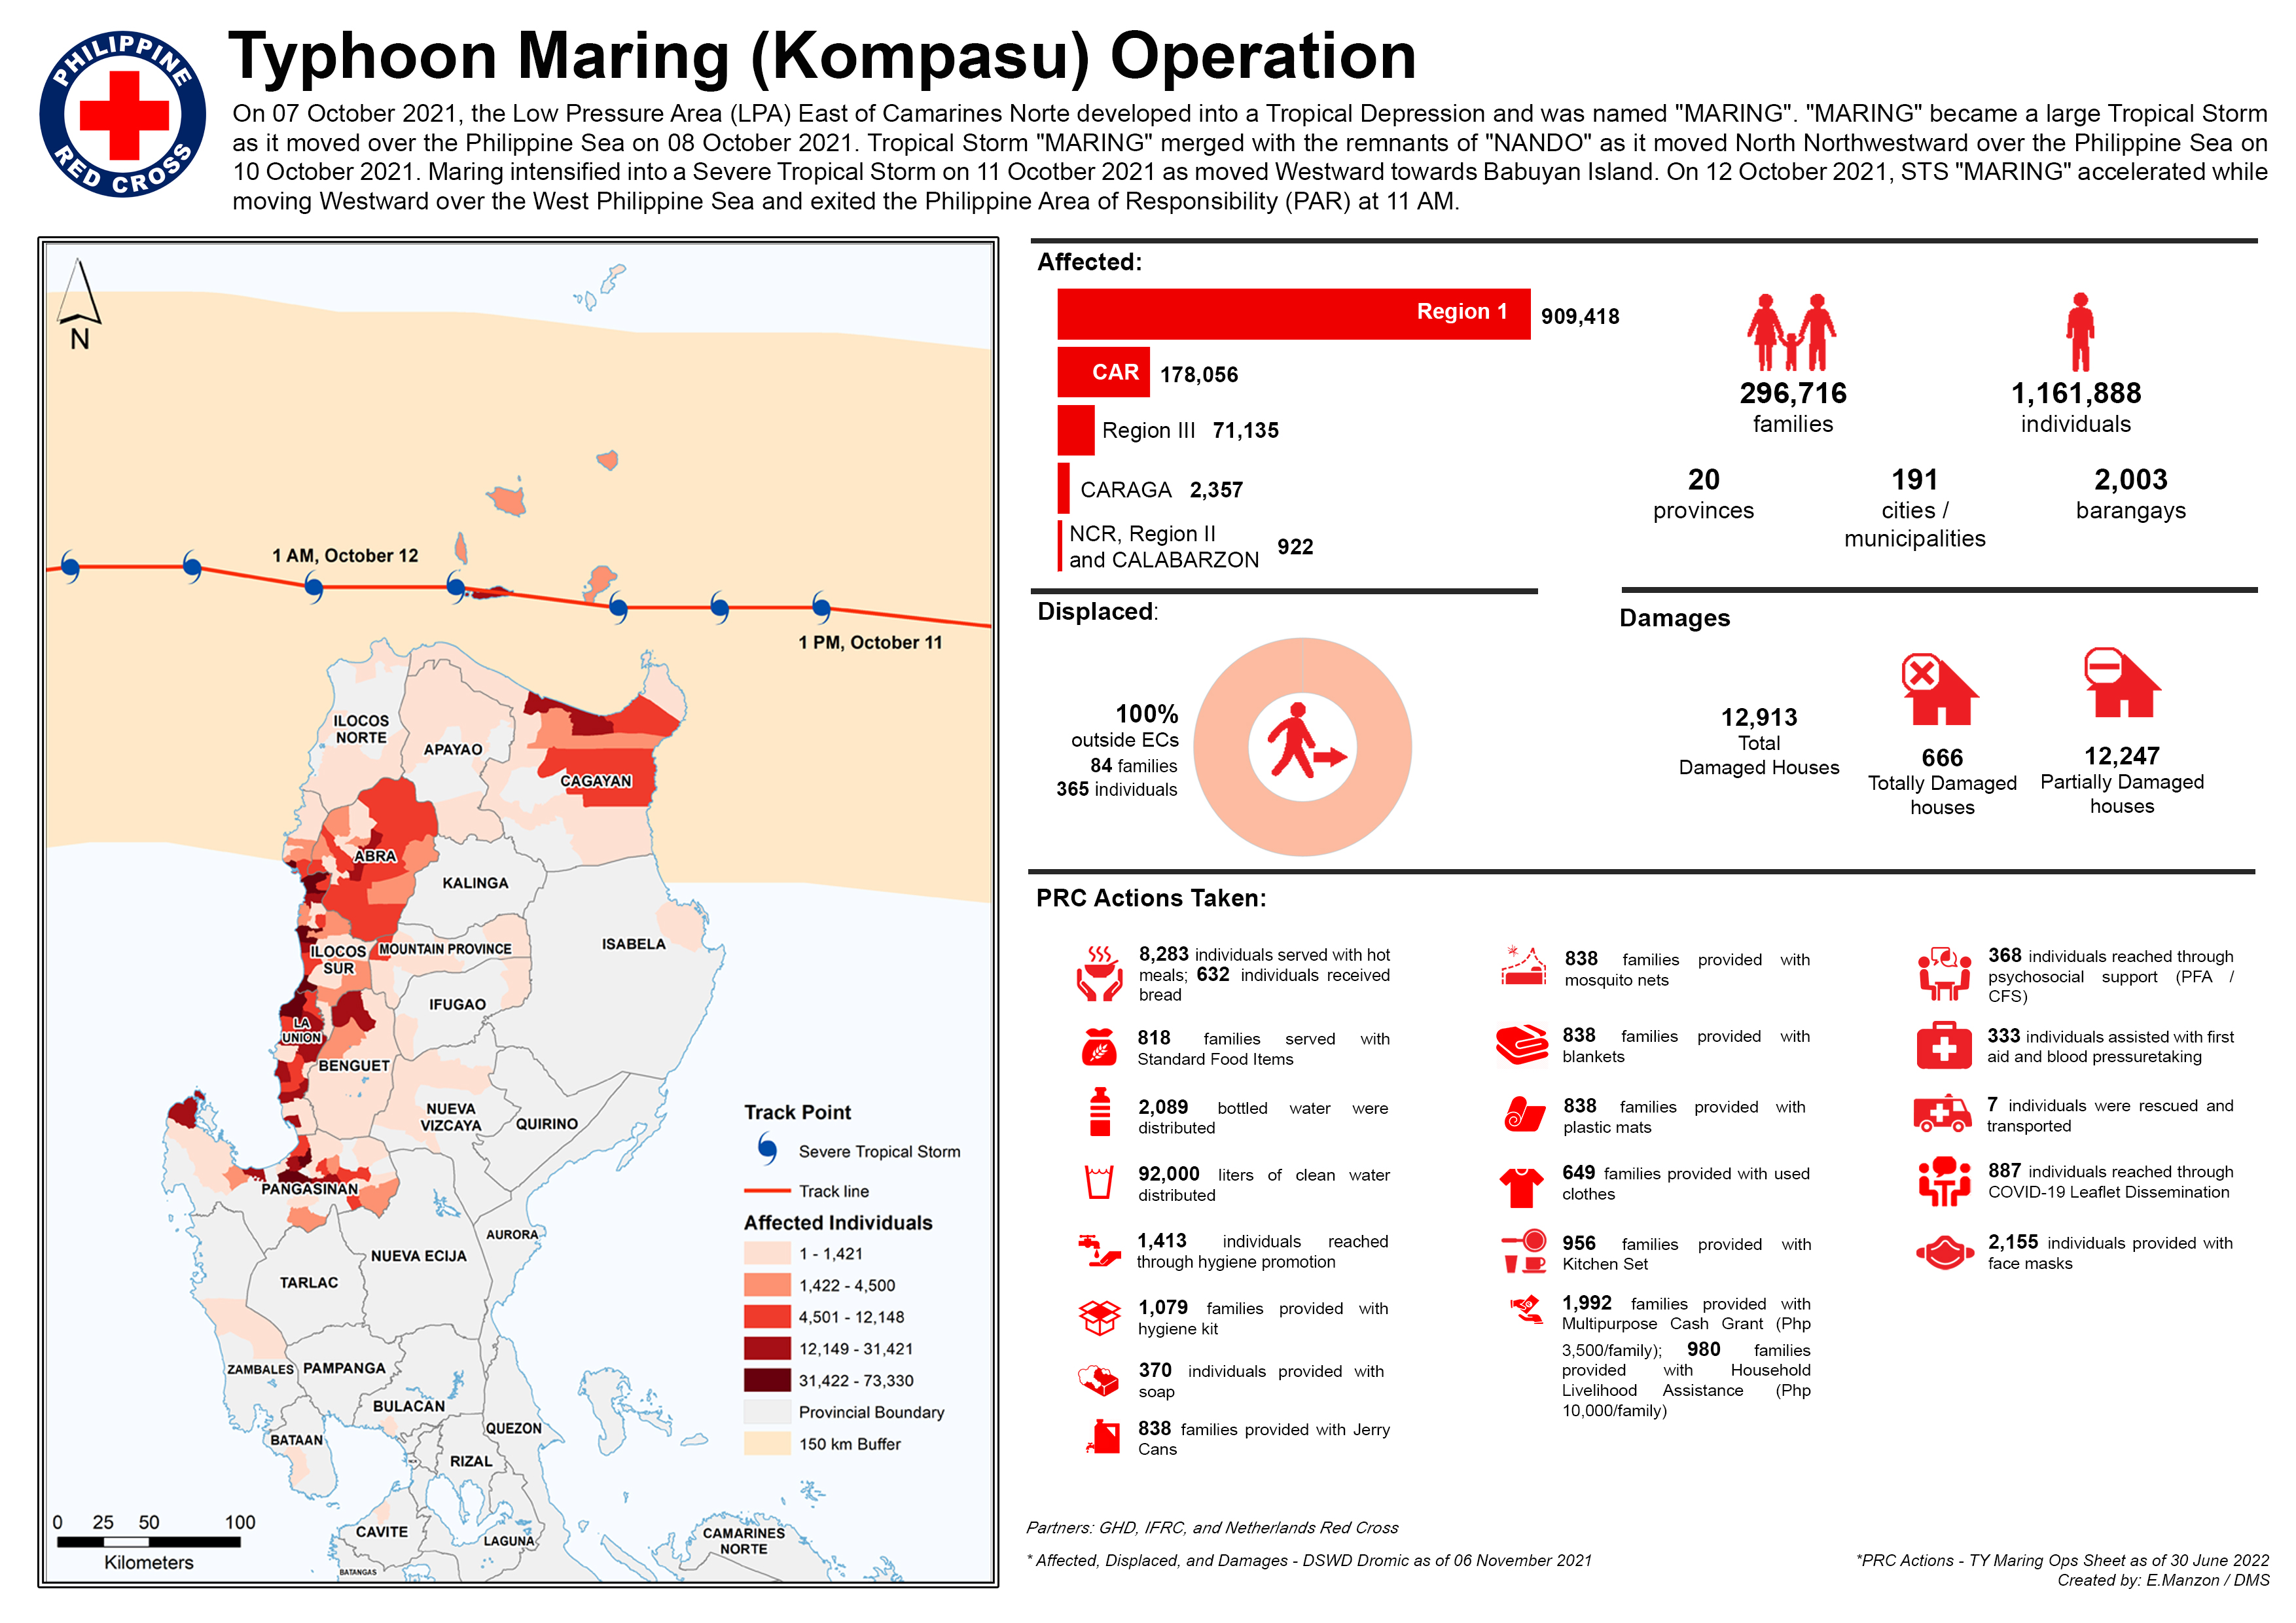 PHILIPPINE
RED CROSS
Typhoon Maring (Kompasu) Operation
On 07 October 2021, the Low Pressure Area (LPA) East of Camarines Norte developed into a Tropical Depression and was named "MARING". "MARING" became a large Tropical Storm
as it moved over the Philippine Sea on 08 October 2021. Tropical Storm "MARING" merged with the remnants of "NANDO" as it moved North Northwestward over the Philippine Sea on
10 October 2021. Maring intensified into a Severe Tropical Storm on 11 Ocotber 2021 as moved Westward towards Babuyan Island. On 12 October 2021, STS "MARING" accelerated while
moving Westward over the West Philippine Sea and exited the Philippine Area of Responsibility (PAR) at 11 AM.
N
1 AM, October 12
1 PM, October 11
ILOCOS
NORTE
APAYAO
CAGAYAN
ABRA
KALINGA
ISABELA
ILOCOS
SUR
MOUNTAIN PROVINCE
IFUGAO
LA
UNION
BENGUET
NUEVA
VIZCAYA
QUIRINO
PANGASINAN
AURORA
NUEVA ECIJA
TARLAC
ZAMBALES
PAMPANGA
BULACAN
BATAAN
QUEZON
RIZAL
CAVITE
LAGUNA
BATANGAS
CAMARINES
NORTE
Track Point
Severe Tropical Storm
Track line
Affected Individuals
1 - 1,421
1,422 - 4,500
4,501 - 12,148
12,149 - 31,421
31,422 - 73,330
Provincial Boundary
150 km Buffer
0 25 50 100
Kilometers
Affected:
Region 1 909,418
CAR 178,056
Region III 71,135
CARAGA 2,357
NCR, Region II
and CALABARZON 922
296,716
families
1,161,888
individuals
20
provinces
191
cities /
municipalities
2,003
barangays
Displaced:
100%
outside ECs
84 families
365 individuals
Damages
12,913
Total
Damaged Houses
666
Totally Damaged
houses
12,247
Partially Damaged
houses
PRC Actions Taken:
8,283 individuals served with hot
meals; 632 individuals received
bread
818 families served with
Standard Food Items
2,089 bottled water were
distributed
92,000 liters of clean water
distributed
1,413 individuals reached
through hygiene promotion
1,079 families provided with
hygiene kit
370 individuals provided with
soap
838 families provided with Jerry
Cans
838 families provided with
mosquito nets
838 families provided with
blankets
838 families provided with
plastic mats
649 families provided with used
clothes
956 families provided with
Kitchen Set
1,992 families provided with
Multipurpose Cash Grant (Php
3,500/family); 980 families
provided with Household
Livelihood Assistance (Php
10,000/family)
368 individuals reached through
psychosocial support (PFA /
CFS)
333 individuals assisted with first
aid and blood pressuretaking
7 individuals were rescued and
transported
887 individuals reached through
COVID-19 Leaflet Dissemination
2,155 individuals provided with
face masks
Partners: GHD, IFRC, and Netherlands Red Cross
* Affected, Displaced, and Damages - DSWD Dromic as of 06 November 2021
*PRC Actions - TY Maring Ops Sheet as of 30 June 2022
Created by: E.Manzon / DMS